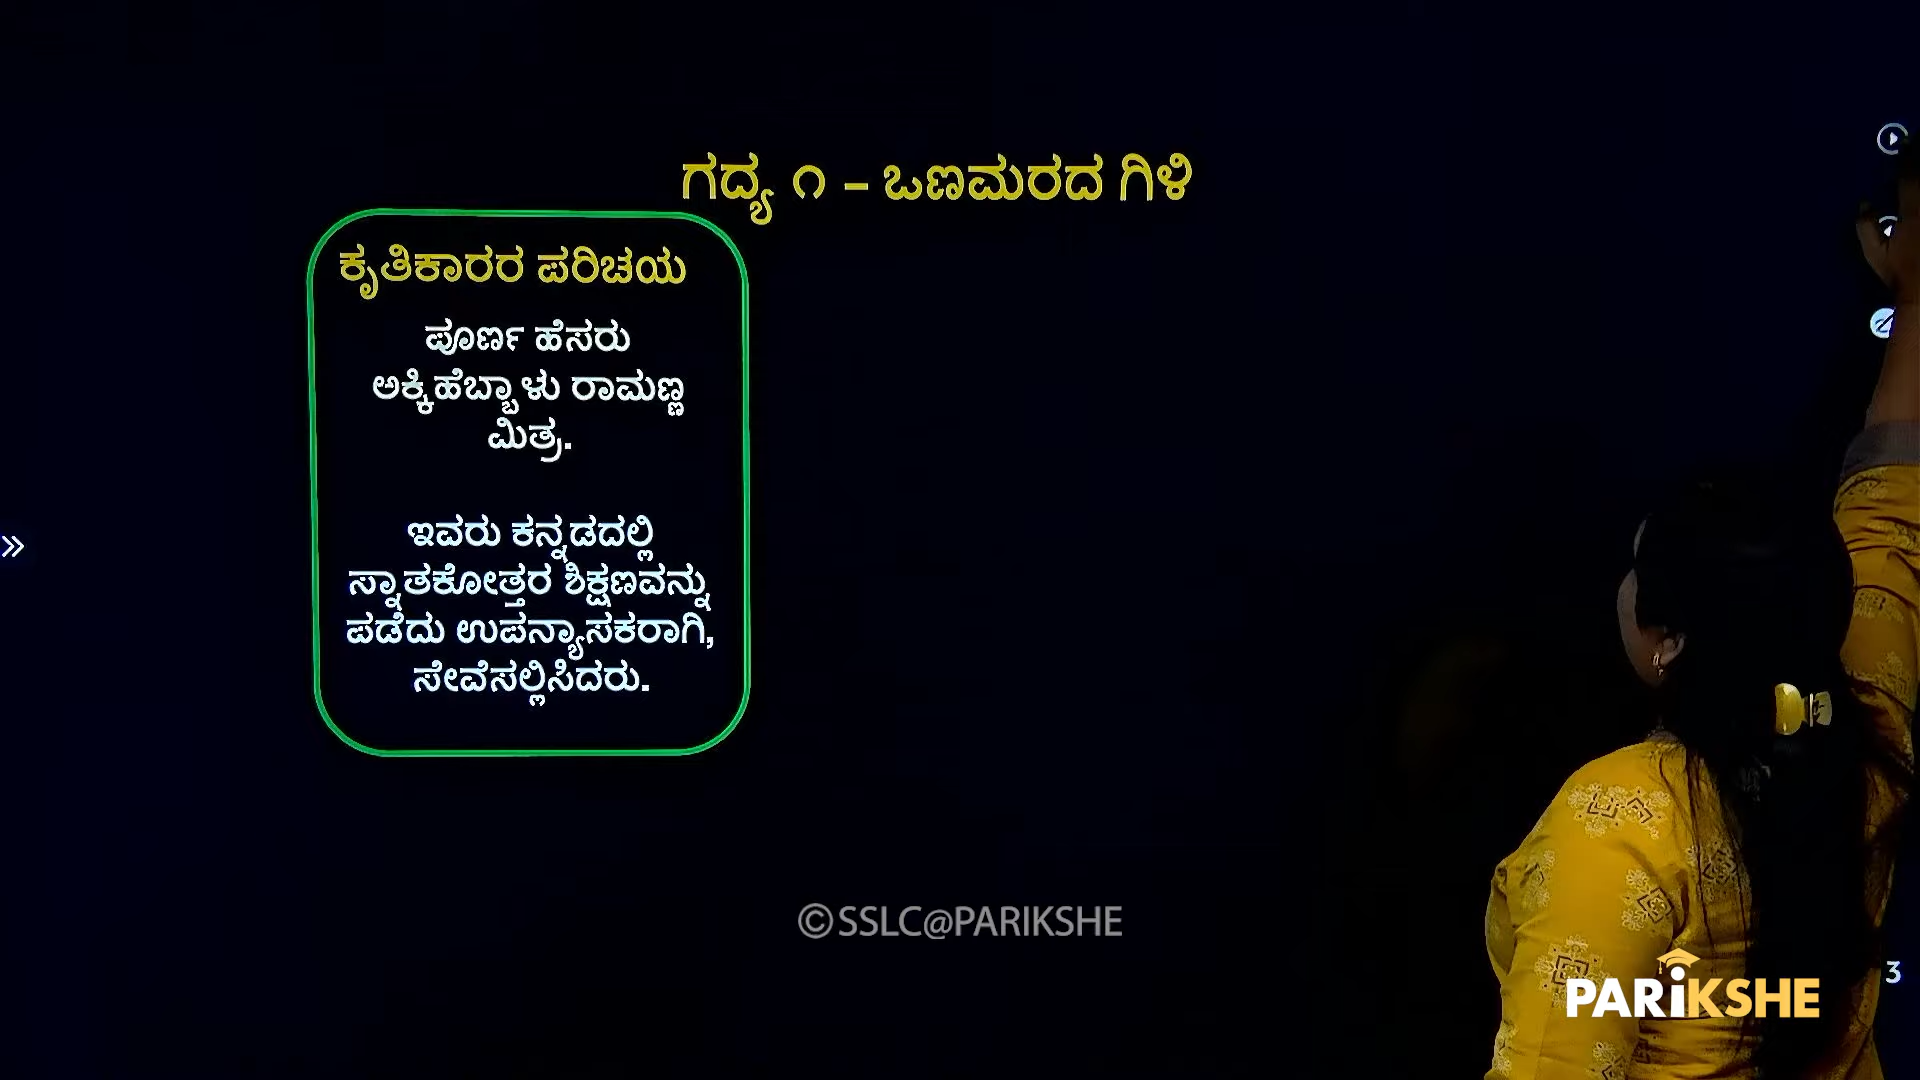 ಗದ್ಯ ೧ – ಒಣಮರದ ಗಿಳಿ
ಕೃತಿಕಾರರ ಪರಿಚಯ
ಪೂರ್ಣ ಹೆಸರು
ಅಕ್ಕಿಹೆಬ್ಬಾಳು ರಾಮಣ್ಣ
ಮಿತ್ರ.
ಇವರು ಕನ್ನಡದಲ್ಲಿ
ಸ್ನಾತಕೋತ್ತರ ಶಿಕ್ಷಣವನ್ನು
ಪಡೆದು ಉಪನ್ಯಾಸಕರಾಗಿ,
ಸೇವೆಸಲ್ಲಿಸಿದರು.
©SSLC@PARIKSHE
3
PARiKSHE